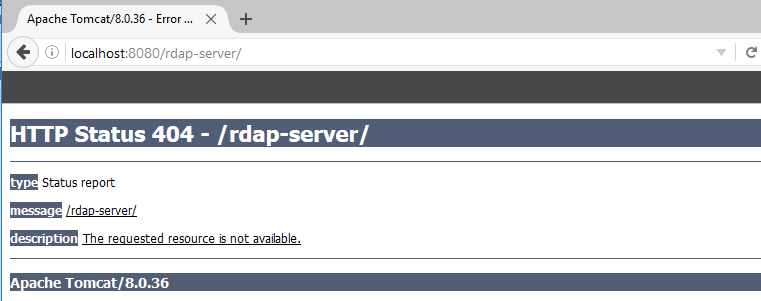 Apache Tomcat/8.0.36 - Error ...
localhost:8080/rdap-server/
HTTP Status 404 - /rdap-server/
type Status report
message /rdap-server/
description The requested resource is not available.
Apache Tomcat/8.0.36